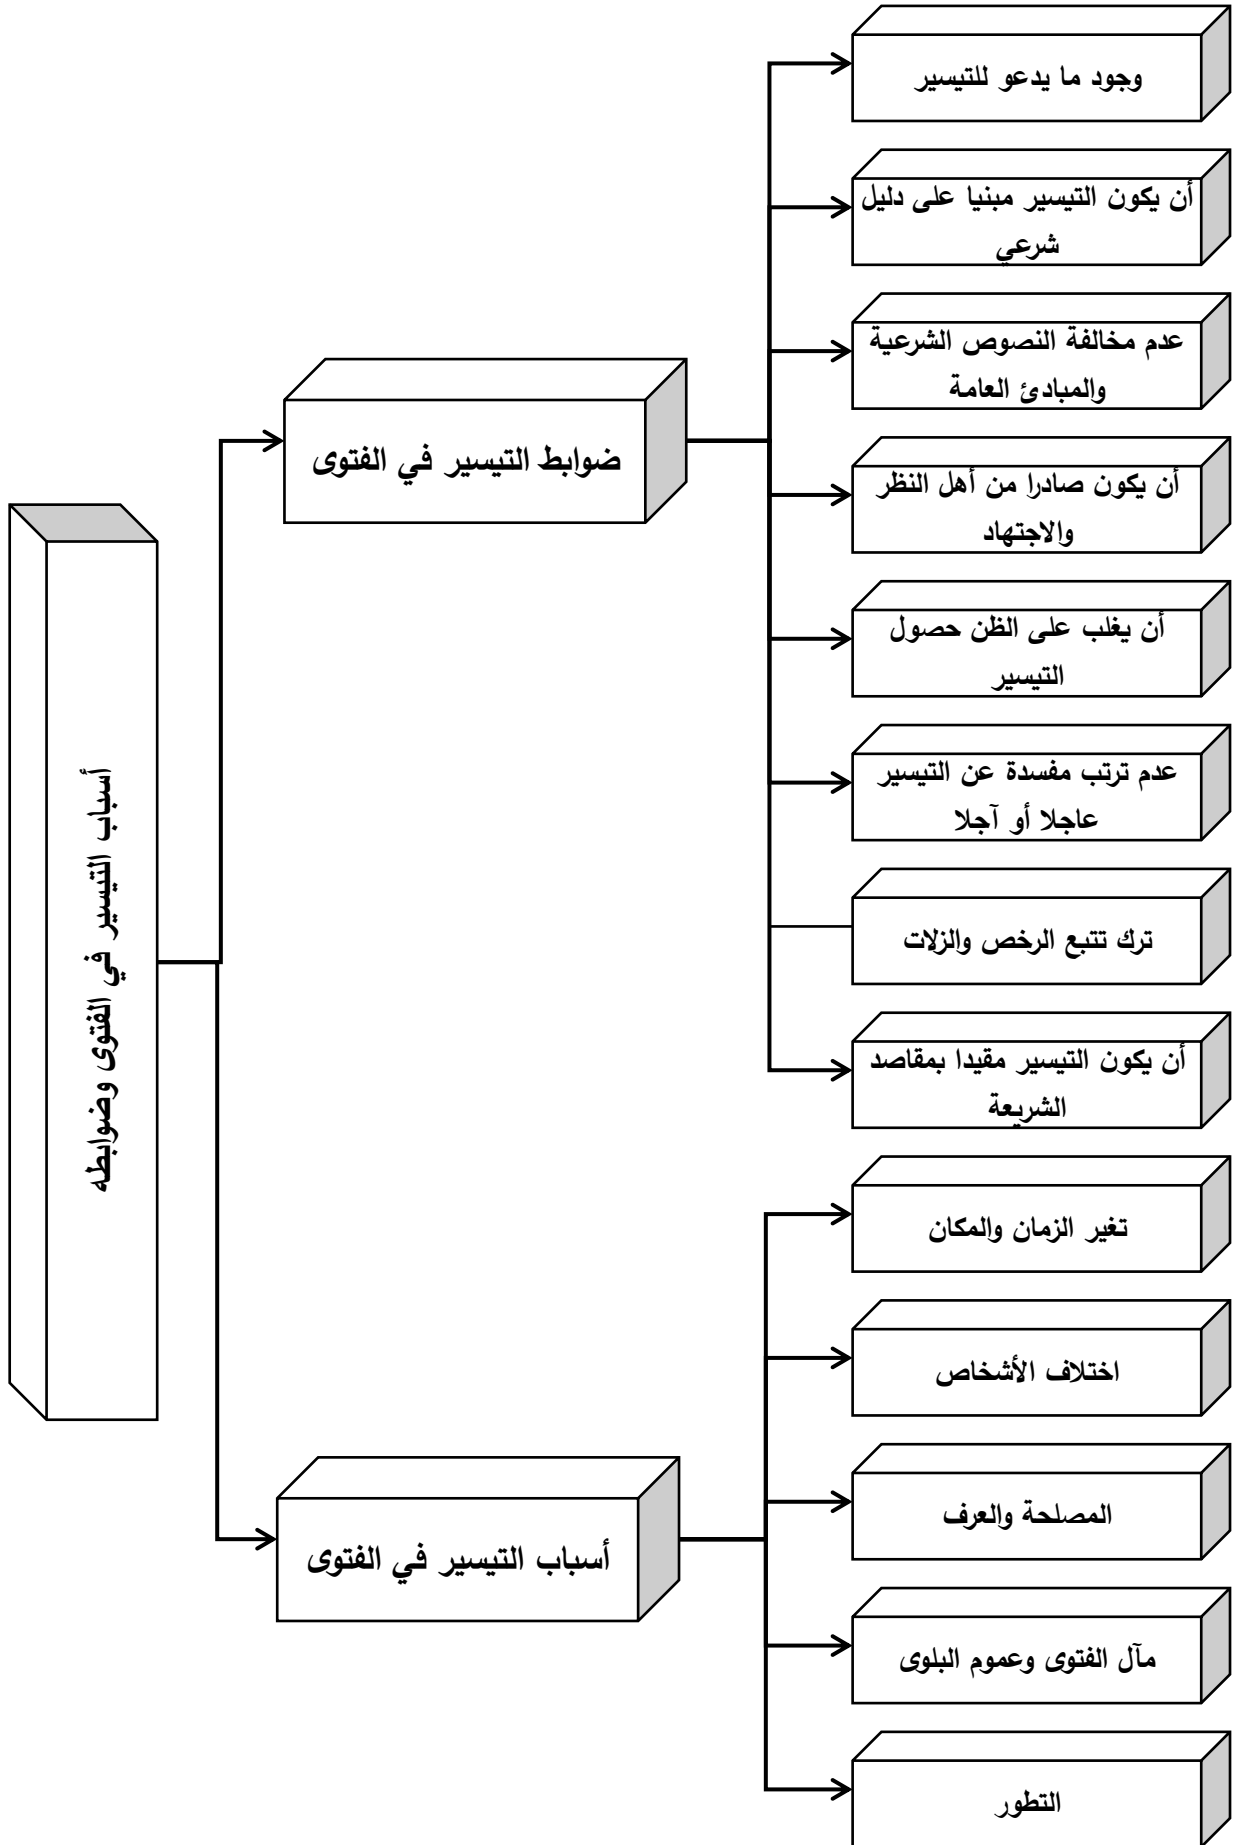 أسباب التيسير في الفتوى وضوابطه
ضوابط التيسير في الفتوى
وجود ما يدعو للتيسير
أن يكون التيسير مبنيا على دليل
شرعي
عدم مخالفة النصوص الشرعية
والمبادئ العامة
أن يكون صادرا من أهل النظر
والاجتهاد
أن يغلب على الظن حصول
التيسير
عدم ترتب مفسدة عن التيسير
عاجلا أو آجلا
ترك تتبع الرخص والزلات
أن يكون التيسير مقيدا بمقاصد
الشريعة
أسباب التيسير في الفتوى
تغير الزمان والمكان
اختلاف الأشخاص
المصلحة والعرف
مآل الفتوى وعموم البلوى
التطور